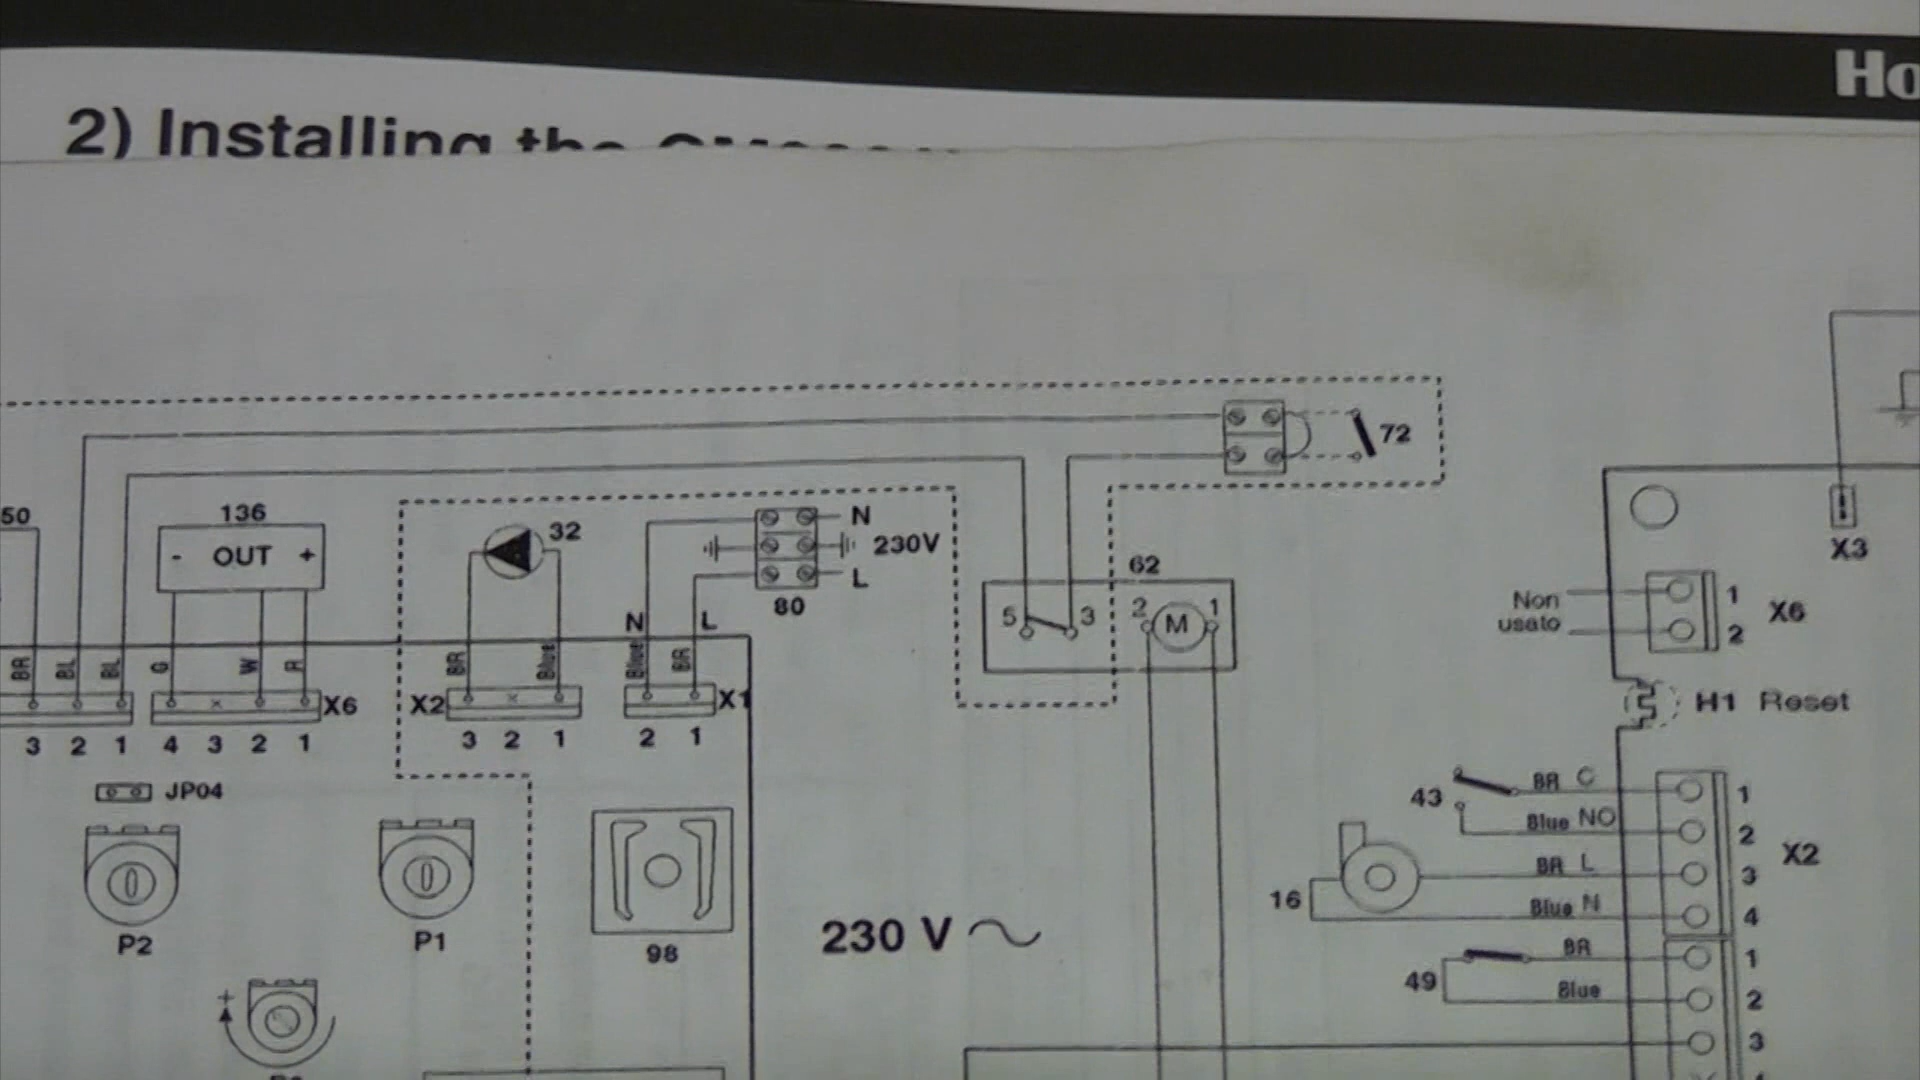 Ho
2) Installing the
72
50
136
- OUT +
32
N
230V
L
80
N
L
62
5
3
2
M
1
BR
BL
BL
G
W
R
BR
Blue
Blue
BR
X6
X2
X1
3 2 1
4 3 2 1
3 2 1
2 1
JP04
P2
P1
98
230 V
+
X3
Non
usato
1
2
X6
H1 Reset
43
BR C
Blue NO
1
2
X2
16
BR L
Blue N
3
4
49
BR
Blue
1
2
3